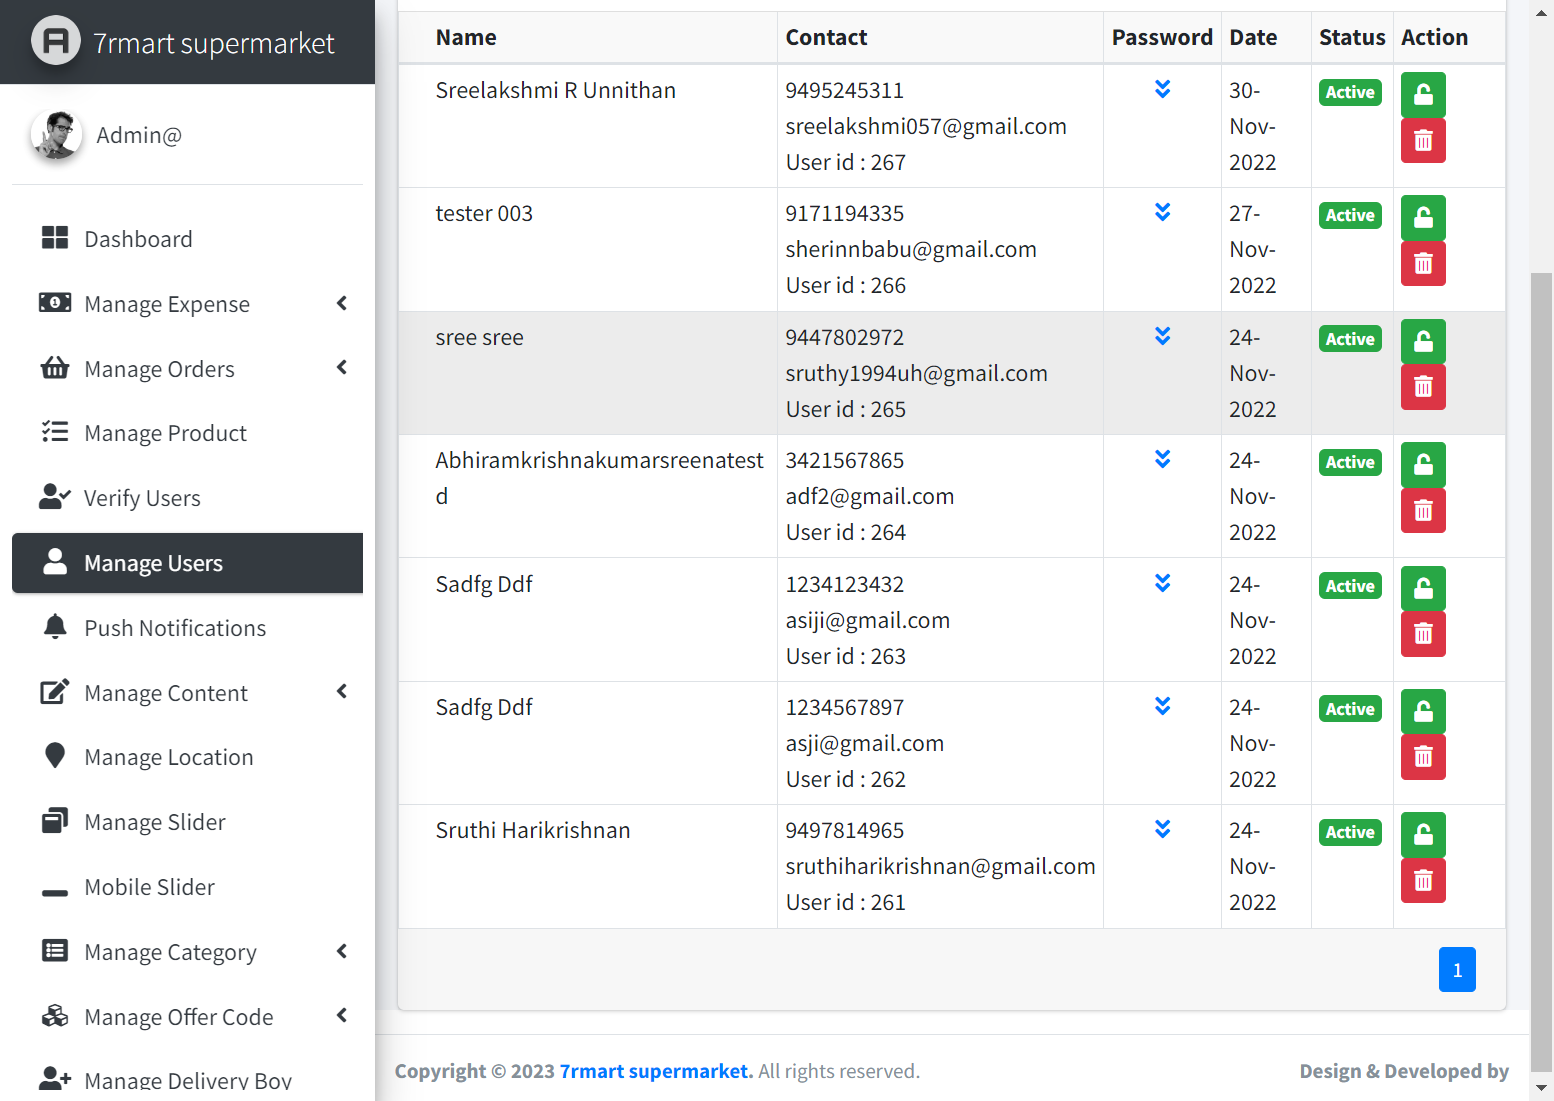 7rmart supermarket
Admin@
Dashboard
Manage Expense
Manage Orders
Manage Product
Verify Users
Manage Users
Push Notifications
Manage Content
Manage Location
Manage Slider
Mobile Slider
Manage Category
Manage Offer Code
Manage Delivery Boy
Name Contact Password Date Status Action
Sreelakshmi R Unnithan 9495245311 30- Active
sreelakshmi057@gmail.com Nov-
User id : 267 2022
tester 003 9171194335 27- Active
sherinnbabu@gmail.com Nov-
User id : 266 2022
sree sree 9447802972 24- Active
sruthy1994uh@gmail.com Nov-
User id : 265 2022
Abhiramkrishnakumarsreenatest 3421567865 24- Active
d adf2@gmail.com Nov-
User id : 264 2022
Sadfg Ddf 1234123432 24- Active
asiji@gmail.com Nov-
User id : 263 2022
Sadfg Ddf 1234567897 24- Active
asji@gmail.com Nov-
User id : 262 2022
Sruthi Harikrishnan 9497814965 24- Active
sruthiharikrishnan@gmail.com Nov-
User id : 261 2022
1
Copyright © 2023 7rmart supermarket. All rights reserved. Design & Developed by